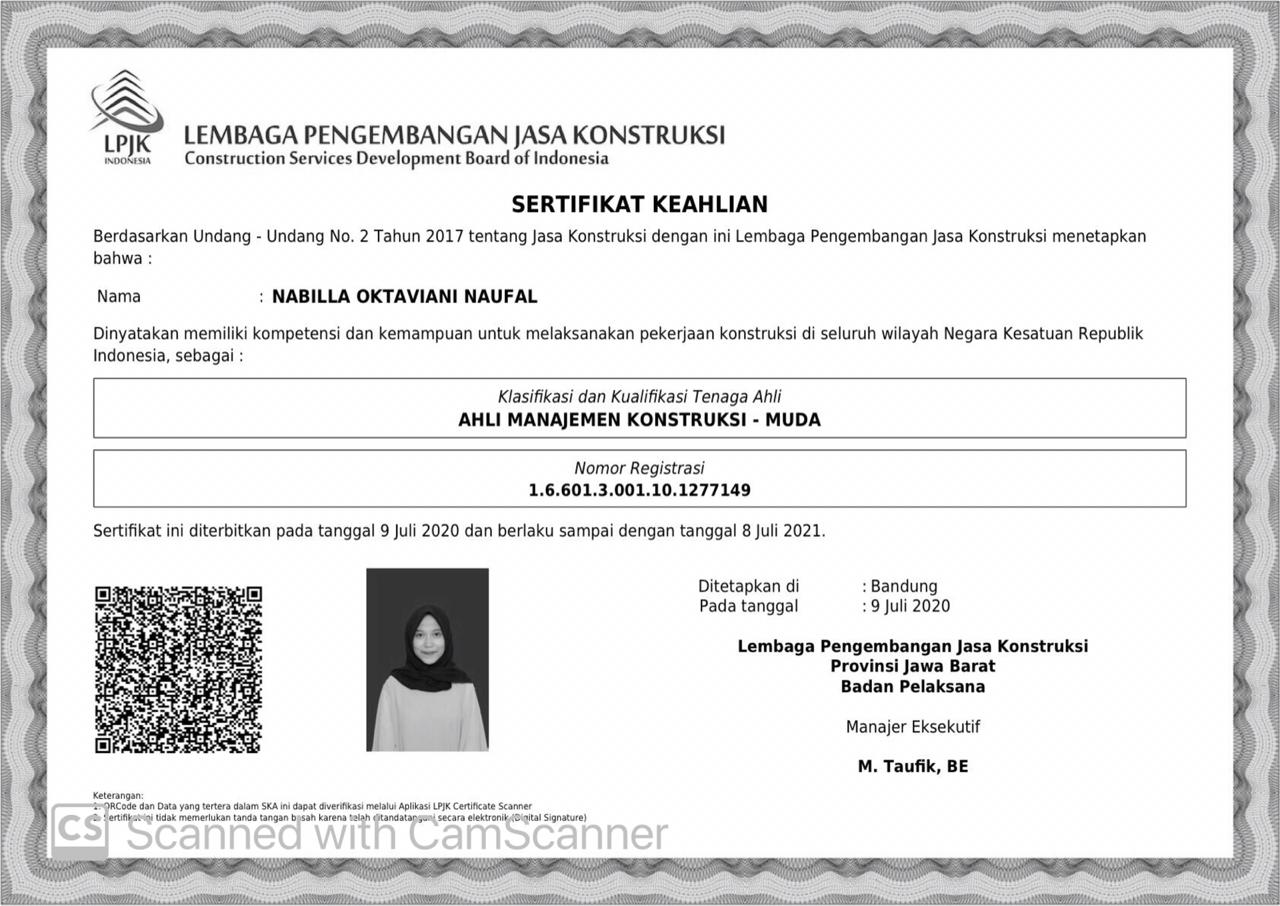 LPJK
INDONESIA
LEMBAGA PENGEMBANGAN JASA KONSTRUKSI
Construction Services Development Board of Indonesia
SERTIFIKAT KEAHLIAN
Berdasarkan Undang - Undang No. 2 Tahun 2017 tentang Jasa Konstruksi dengan ini Lembaga Pengembangan Jasa Konstruksi menetapkan
bahwa :
Nama : NABILLA OKTAVIANI NAUFAL
Dinyatakan memiliki kompetensi dan kemampuan untuk melaksanakan pekerjaan konstruksi di seluruh wilayah Negara Kesatuan Republik
Indonesia, sebagai :
Klasifikasi dan Kualifikasi Tenaga Ahli
AHLI MANAJEMEN KONSTRUKSI - MUDA
Nomor Registrasi
1.6.601.3.001.10.1277149
Sertifikat ini diterbitkan pada tanggal 9 Juli 2020 dan berlaku sampai dengan tanggal 8 Juli 2021.
Ditetapkan di : Bandung
Pada tanggal : 9 Juli 2020
Lembaga Pengembangan Jasa Konstruksi
Provinsi Jawa Barat
Badan Pelaksana
Manajer Eksekutif
M. Taufik, BE
Keterangan:
1. QRCode dan Data yang tertera dalam SKA ini dapat diverifikasi melalui Aplikasi LPJK Certificate Scanner
2. Sertifikat ini tidak memerlukan tanda tangan basah karena telah ditandatangani secara elektronik (Digital Signature)
CS Scanned with CamScanner